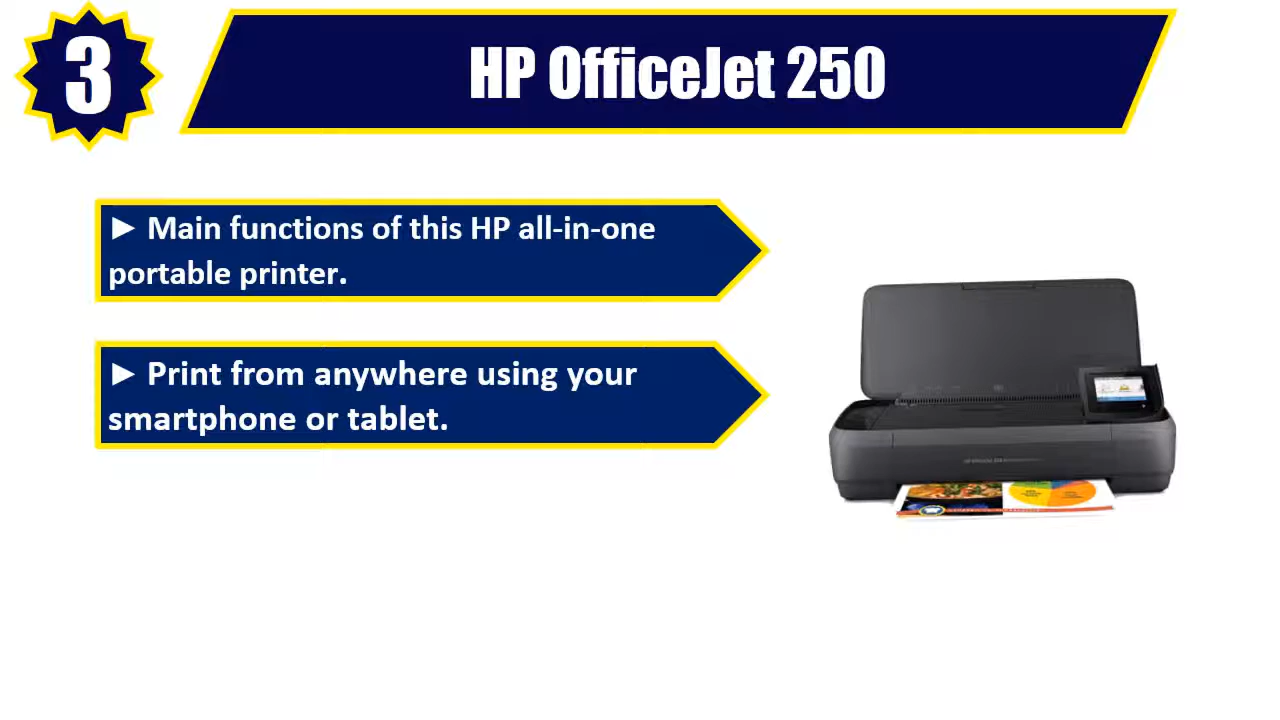 3
HP OfficeJet 250
► Main functions of this HP all-in-one
portable printer.
► Print from anywhere using your
smartphone or tablet.